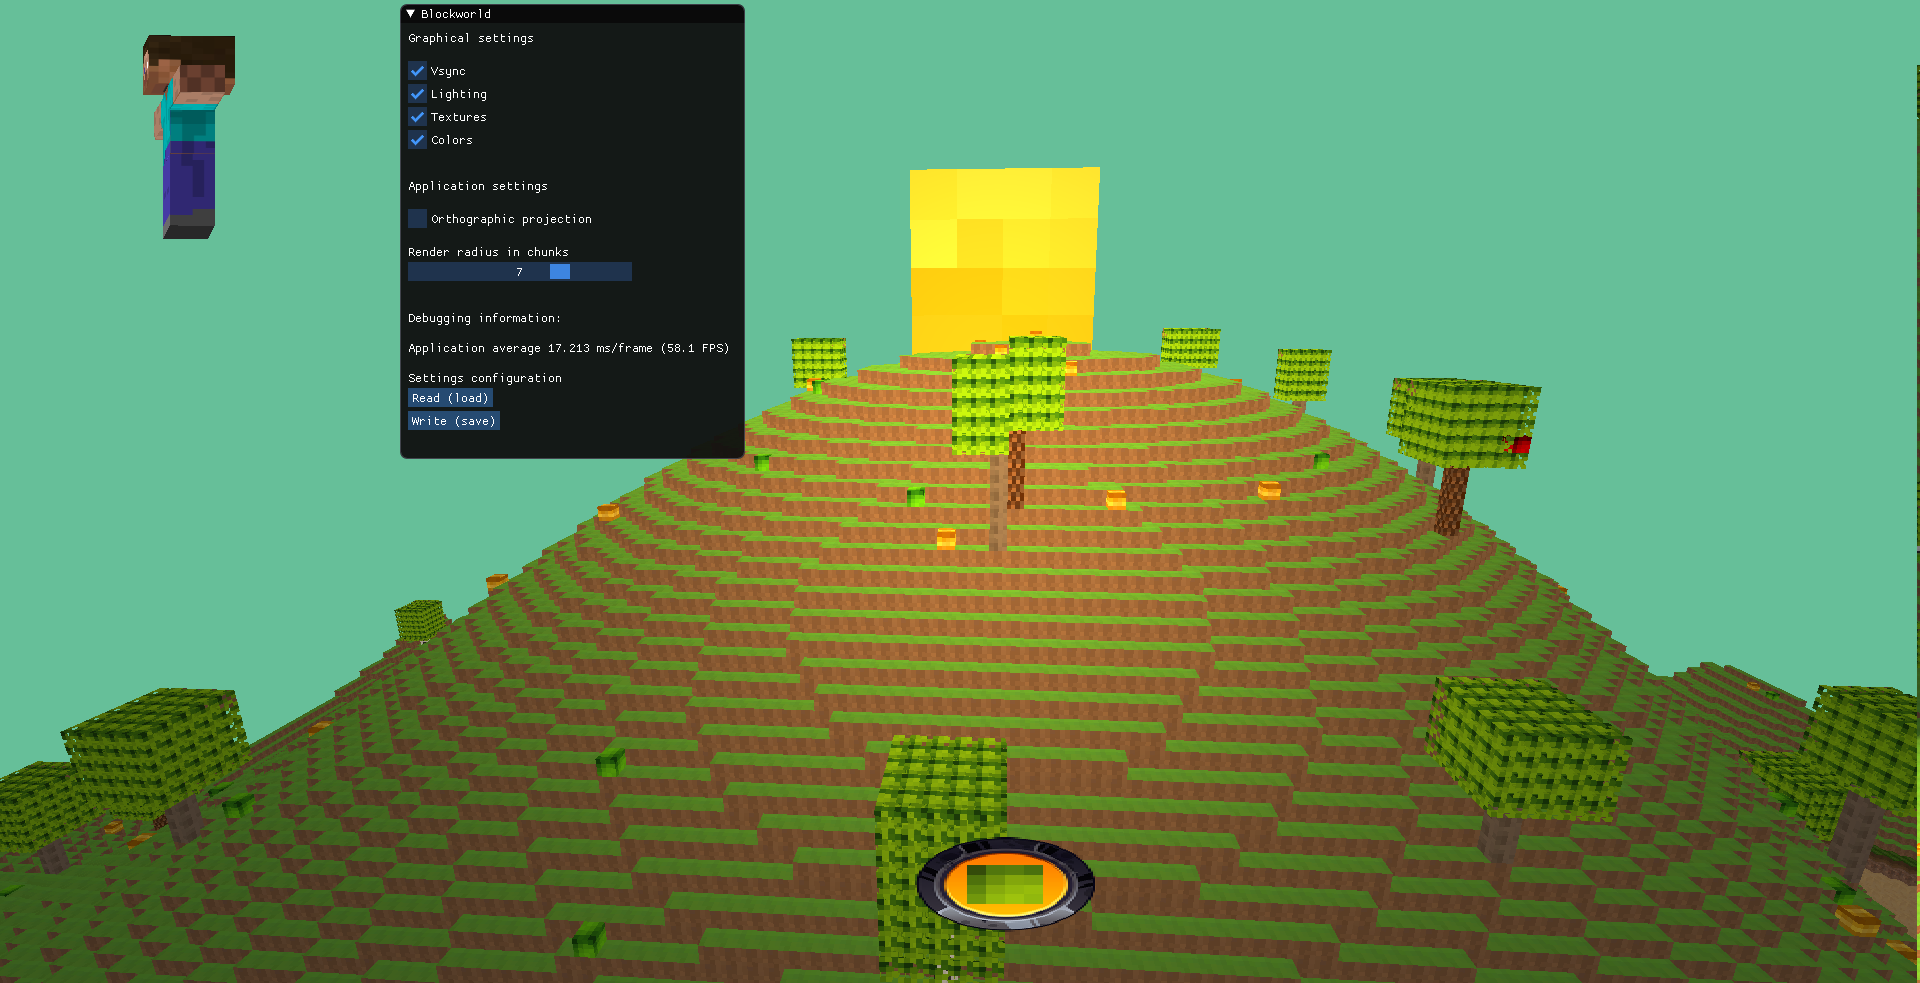 Blockworld
Graphical settings
Vsync
Lighting
Textures
Colors
Application settings
Orthographic projection
Render radius in chunks
7
Debugging information:
Application average 17.213 ms/frame (58.1 FPS)
Settings configuration
Read (load)
Write (save)